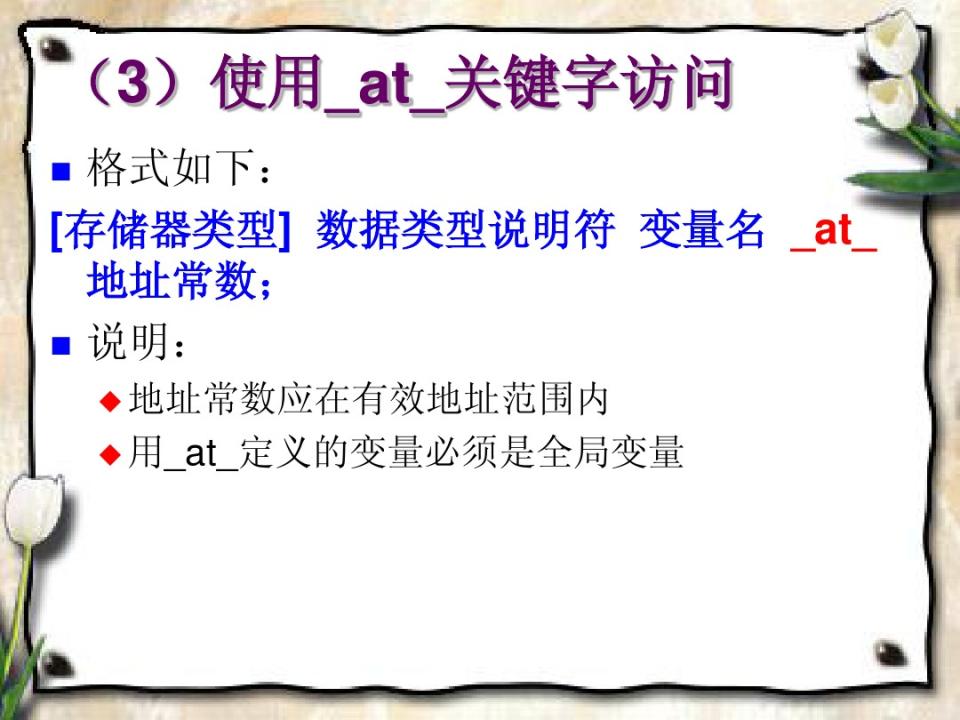 （3）使用_at_关键字访问
格式如下：
[存储器类型] 数据类型说明符 变量名 _at_
地址常数；
说明：
地址常数应在有效地址范围内
用_at_定义的变量必须是全局变量